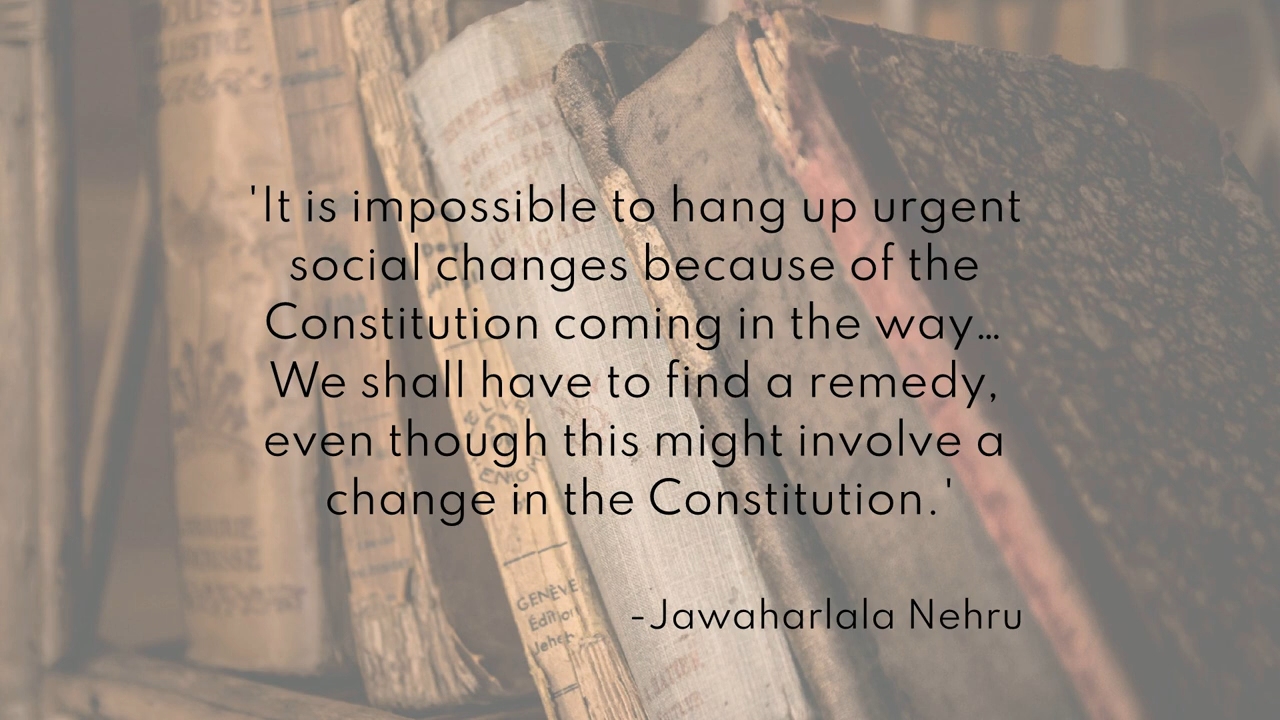 'It is impossible to hang up urgent
social changes because of the
Constitution coming in the way...
We shall have to find a remedy,
even though this might involve a
change in the Constitution.'
-Jawaharlala Nehru
GENÈVE